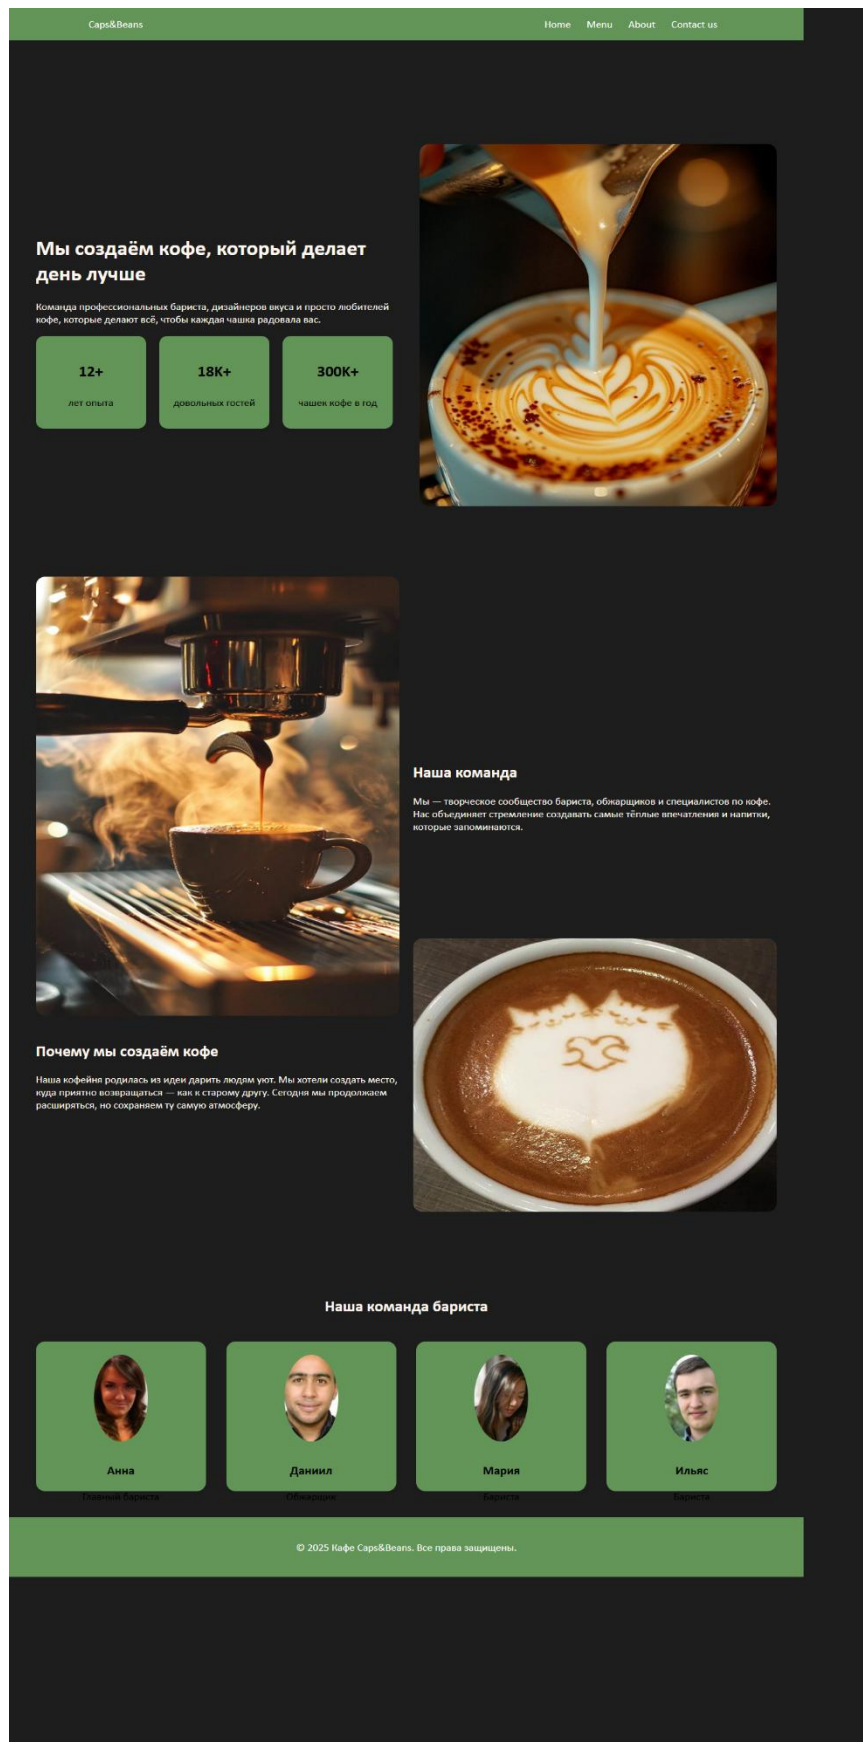 Caps&Beans
Home Menu About Contact us
Мы создаём кофе, который делает
день лучше
Команда профессиональных бариста, дизайнеров вкуса и просто любителей
кофе, которые делают всё, чтобы каждая чашка радовала вас.
12+
лет опыта
18K+
довольных гостей
300K+
чашек кофе в год
Наша команда
Мы — творческое сообщество бариста, обжарщиков и специалистов по кофе.
Нас объединяет стремление создавать самые тёплые впечатления и напитки,
которые запоминаются.
Почему мы создаём кофе
Наша кофейня родилась из идеи дарить людям уют. Мы хотели создать место,
куда приятно возвращаться — как к старому другу. Сегодня мы продолжаем
расширяться, но сохраняем ту самую атмосферу.
Наша команда бариста
Анна
Главный бариста
Даниил
Обжарщик
Мария
Бариста
Ильяс
Бариста
© 2025 Кафе Caps&Beans. Все права защищены.